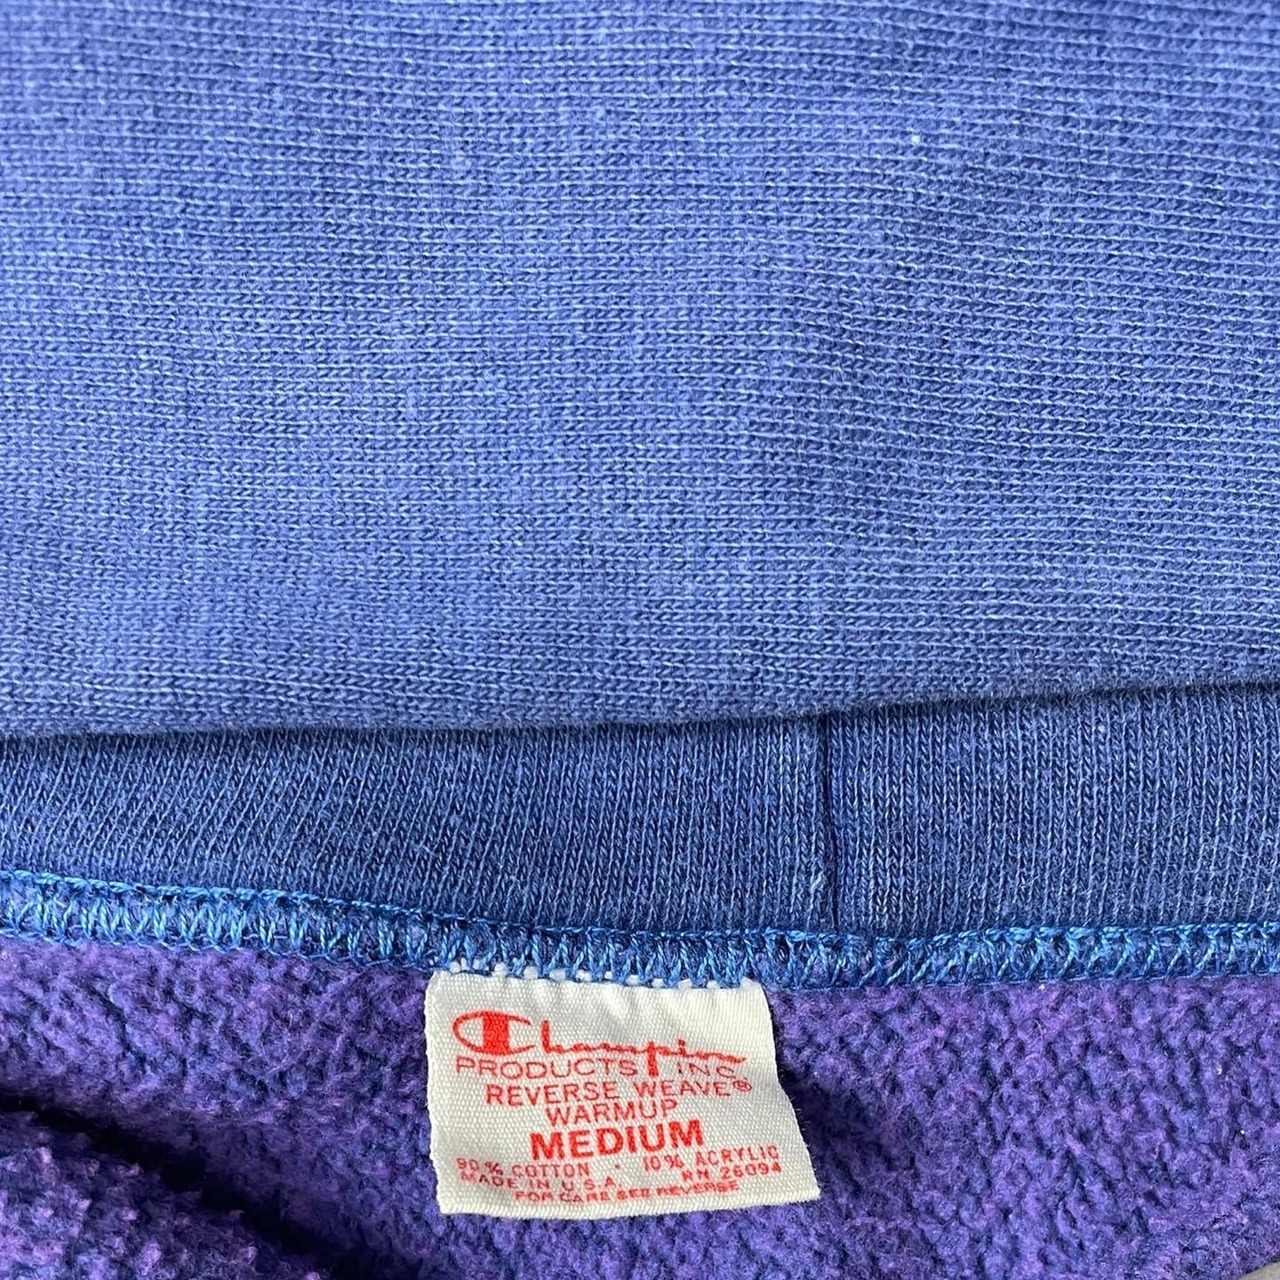 Champion
PRODUCTS INC
REVERSE WEAVE®
WARMUP
MEDIUM
90% COTTON · 10% ACRYLIC
MADE IN U.S.A. RN 26094
FOR CARE SEE REVERSE